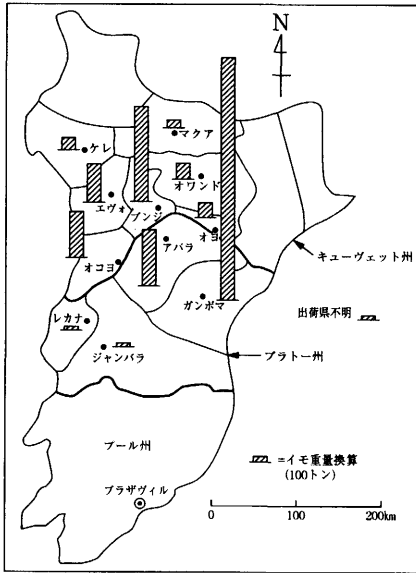 N
マクア
ケレ
オワンド
エヴォ
ブンジ
オヨ
アバラ
キューヴェット州
オコヨ
ガンボマ
出荷県不明
レカナ
ジャンバラ
プラトー州
プール州
=イモ重量換算
(100トン)
ブラザヴィル
0 100 200km